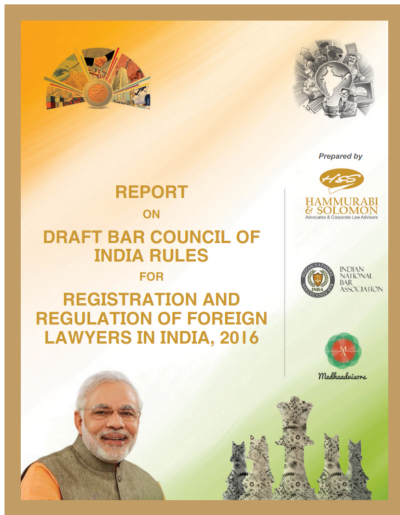 Prepared by
H&S
HAMMURABI
& SOLOMON
Advocates & Corporate Law Advisors
REPORT
ON
DRAFT BAR COUNCIL OF
INDIA RULES
FOR
REGISTRATION AND
REGULATION OF FOREIGN
LAWYERS IN INDIA, 2016
INBA
INDIAN
NATIONAL
BAR
ASSOCIATION
Medhaadvisors